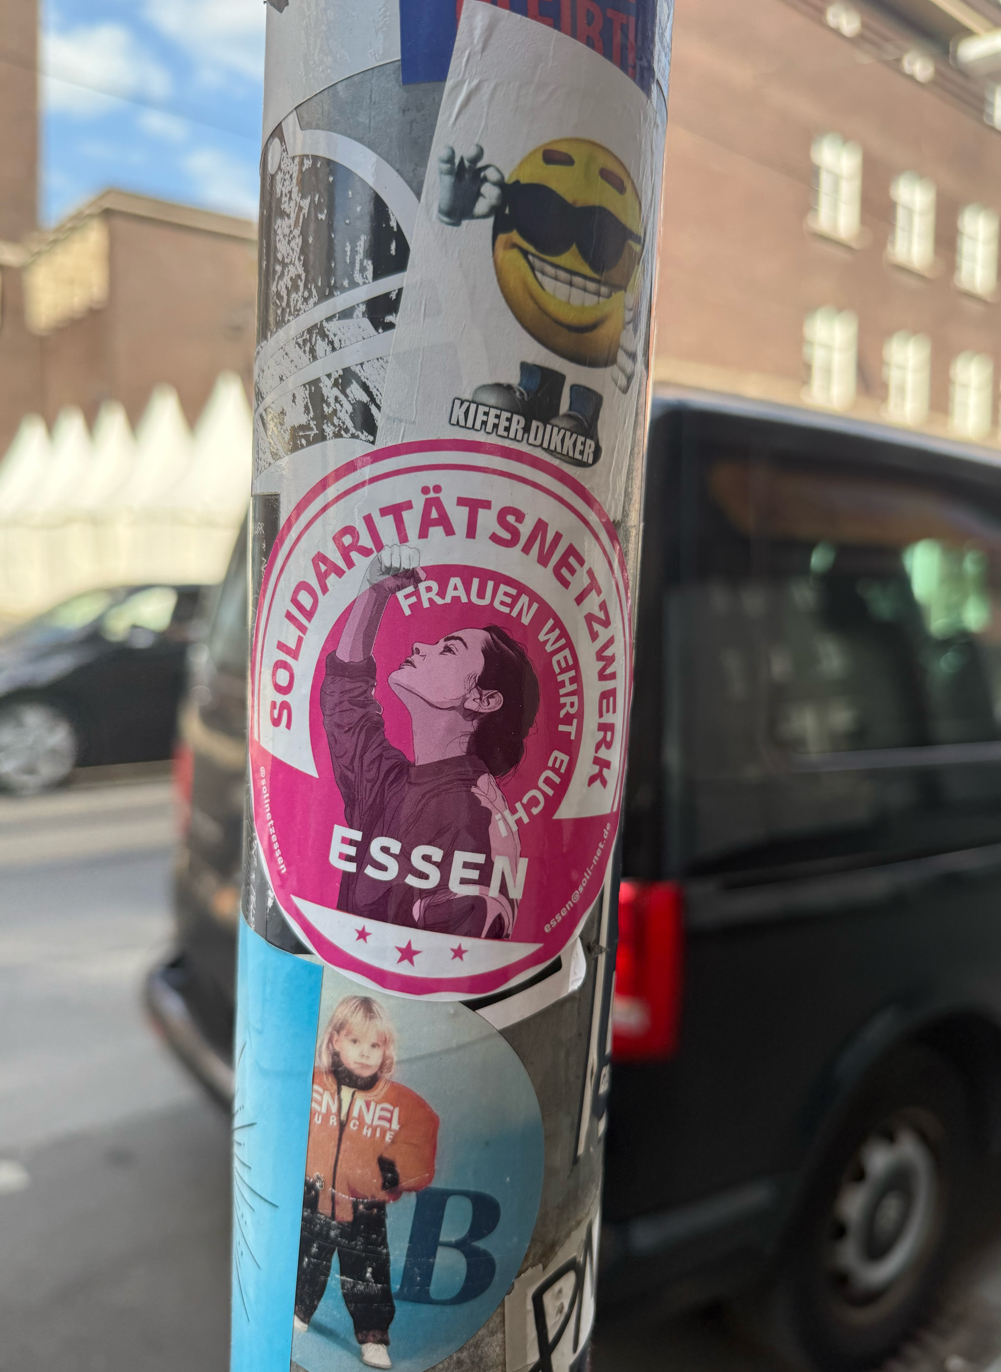 KIFFER DIKKER
SOLIDARITÄTSNETZWERK
FRAUEN WEHRT EUCH!
ESSEN
@solinetzessen
essen@soli-net.de
B